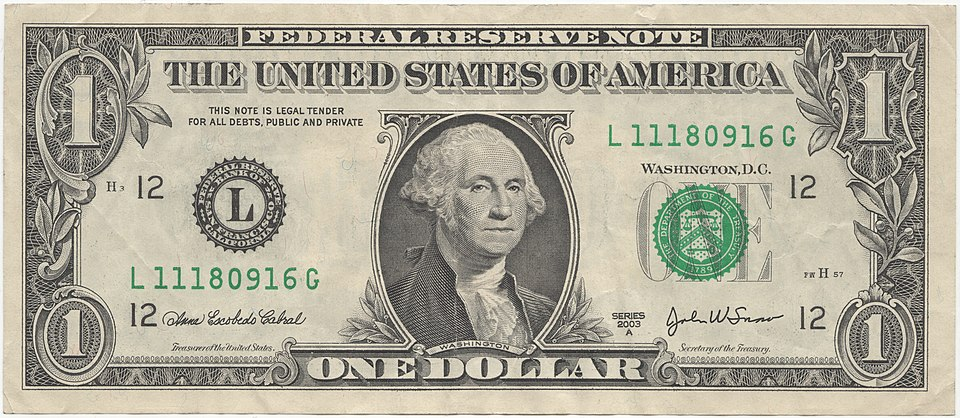 FEDERAL RESERVE NOTE
THE UNITED STATES OF AMERICA
1
1
THIS NOTE IS LEGAL TENDER
FOR ALL DEBTS, PUBLIC AND PRIVATE
L 11180916 G
WASHINGTON, D.C.
H 3 12
FEDERAL RESERVE BANK OF SAN FRANCISCO CALIFORNIA
L
ONE
THE DEPARTMENT OF THE TREASURY
1789
12
L 11180916 G
FW H 57
12
Anna Escobedo Cabral
Treasurer of the United States.
SERIES
2003
A
John W Snow
Secretary of the Treasury.
12
WASHINGTON
1
ONE DOLLAR
1